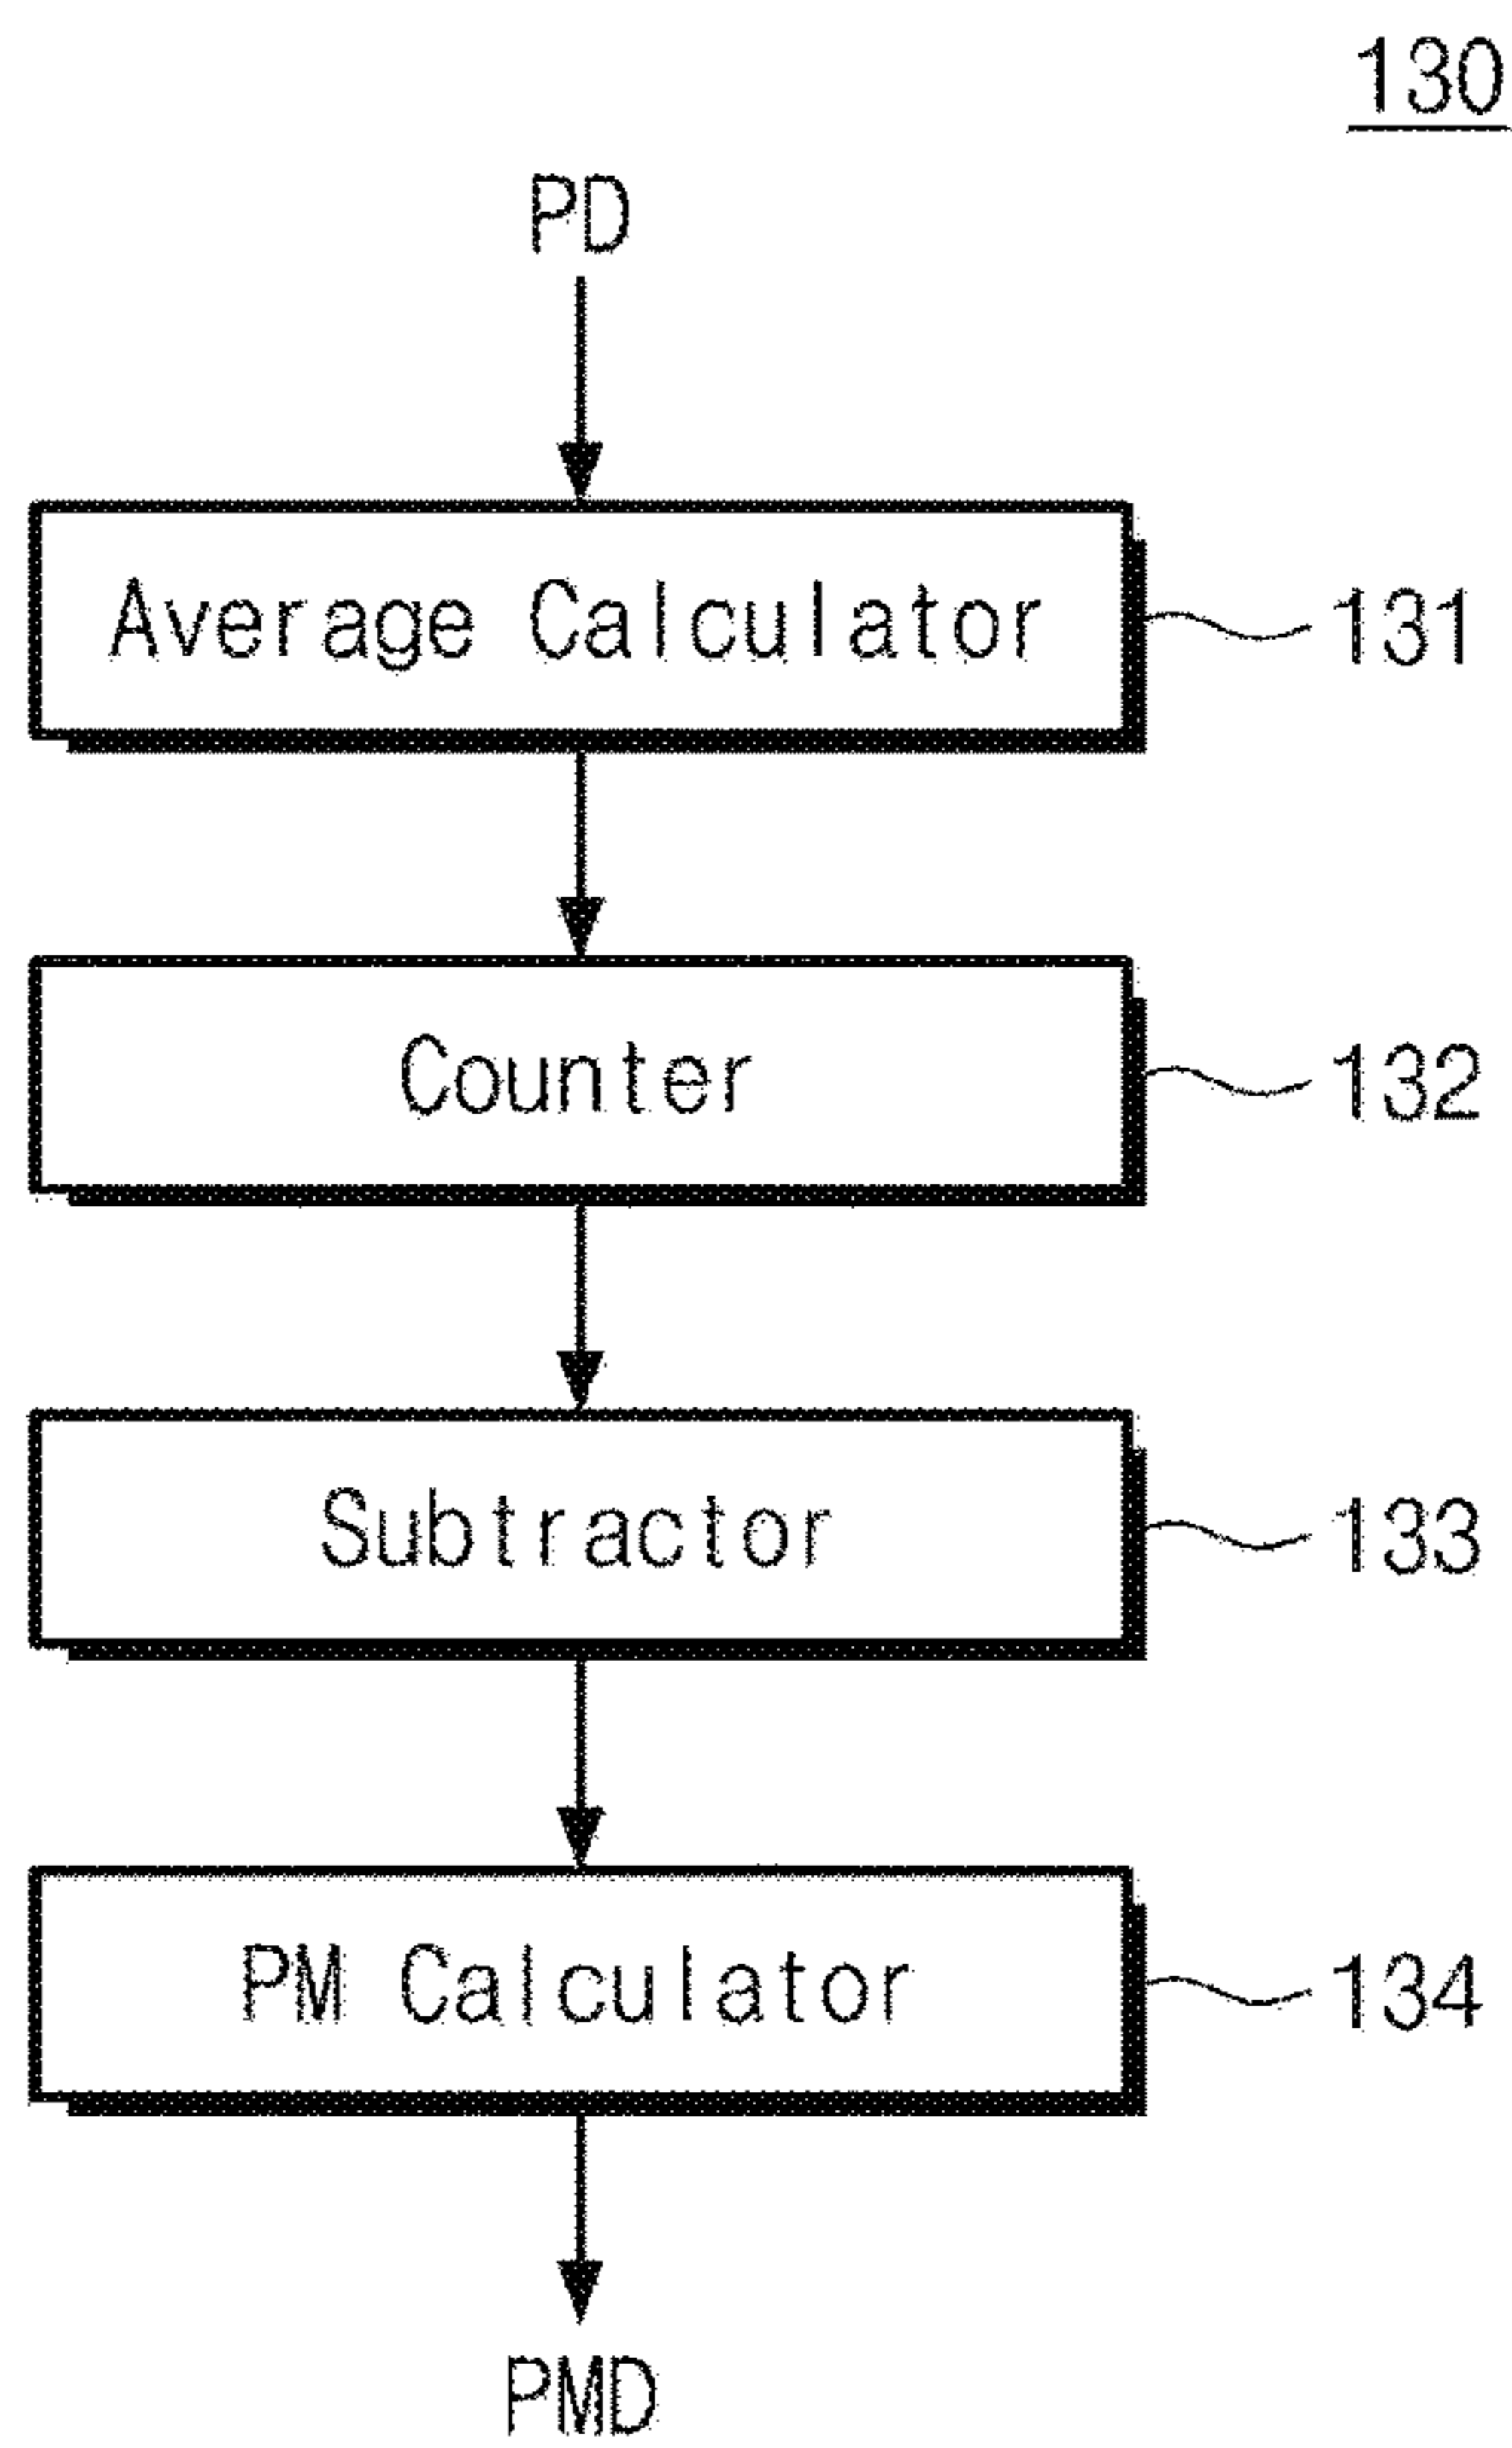 130
PD
Average Calculator
131
Counter
132
Subtractor
133
PM Calculator
134
PMD